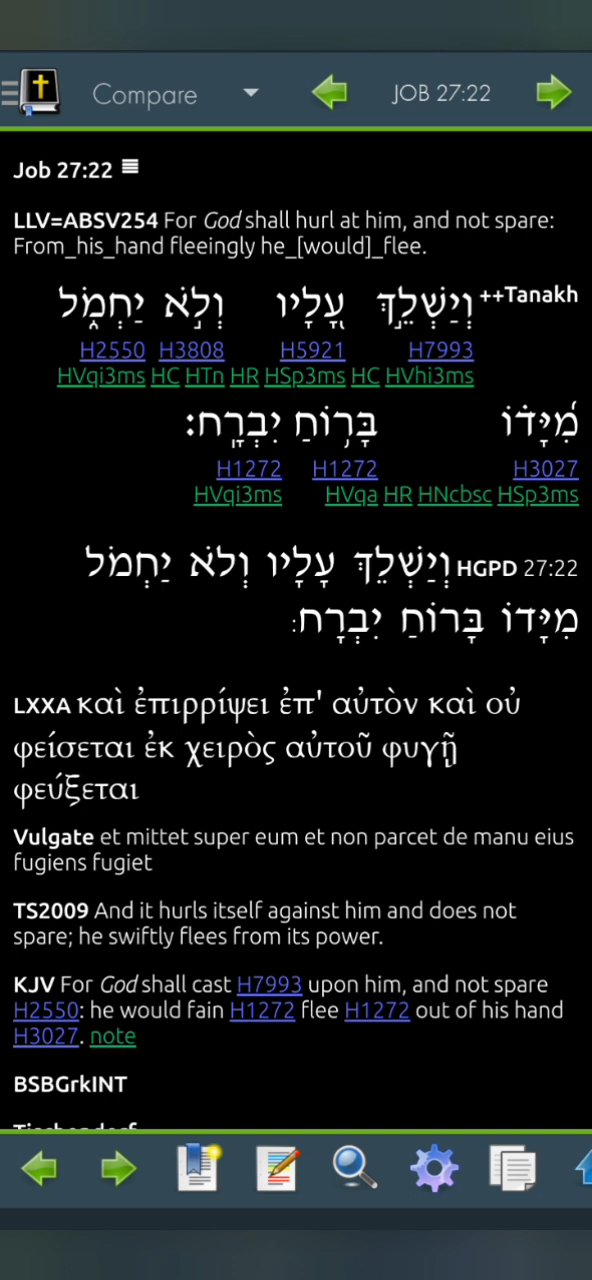 Compare
JOB 27:22
Job 27:22
LLV=ABSV254 For God shall hurl at him, and not spare:
From_his_hand fleeingly he_[would]_flee.
++Tanakh וְיַשְׁלֵ֣ךְ עָ֭לָיו וְלֹ֣א יַחְמֹ֑ל
H2550 H3808 H5921 H7993
HVqi3ms HC HTn HR HSp3ms HC HVhi3ms
מִ֝יָּד֗וֹ בָּר֥וֹחַ יִבְרָֽח׃
H1272 H1272 H3027
HVqi3ms HVqa HR HNcbsc HSp3ms
HGPD 27:22 וְיַשְׁלֵךְ עָלָיו וְלֹא יַחְמֹל
מִיָּדוֹ בָּרוֹחַ יִבְרָח:
LXXA καὶ ἐπιρρίψει ἐπ' αὐτὸν καὶ οὐ
φείσεται ἐκ χειρὸς αὐτοῦ φυγῇ
φεύξεται
Vulgate et mittet super eum et non parcet de manu eius
fugiens fugiet
TS2009 And it hurls itself against him and does not
spare; he swiftly flees from its power.
KJV For God shall cast H7993 upon him, and not spare
H2550: he would fain H1272 flee H1272 out of his hand
H3027. note
BSBGrkINT